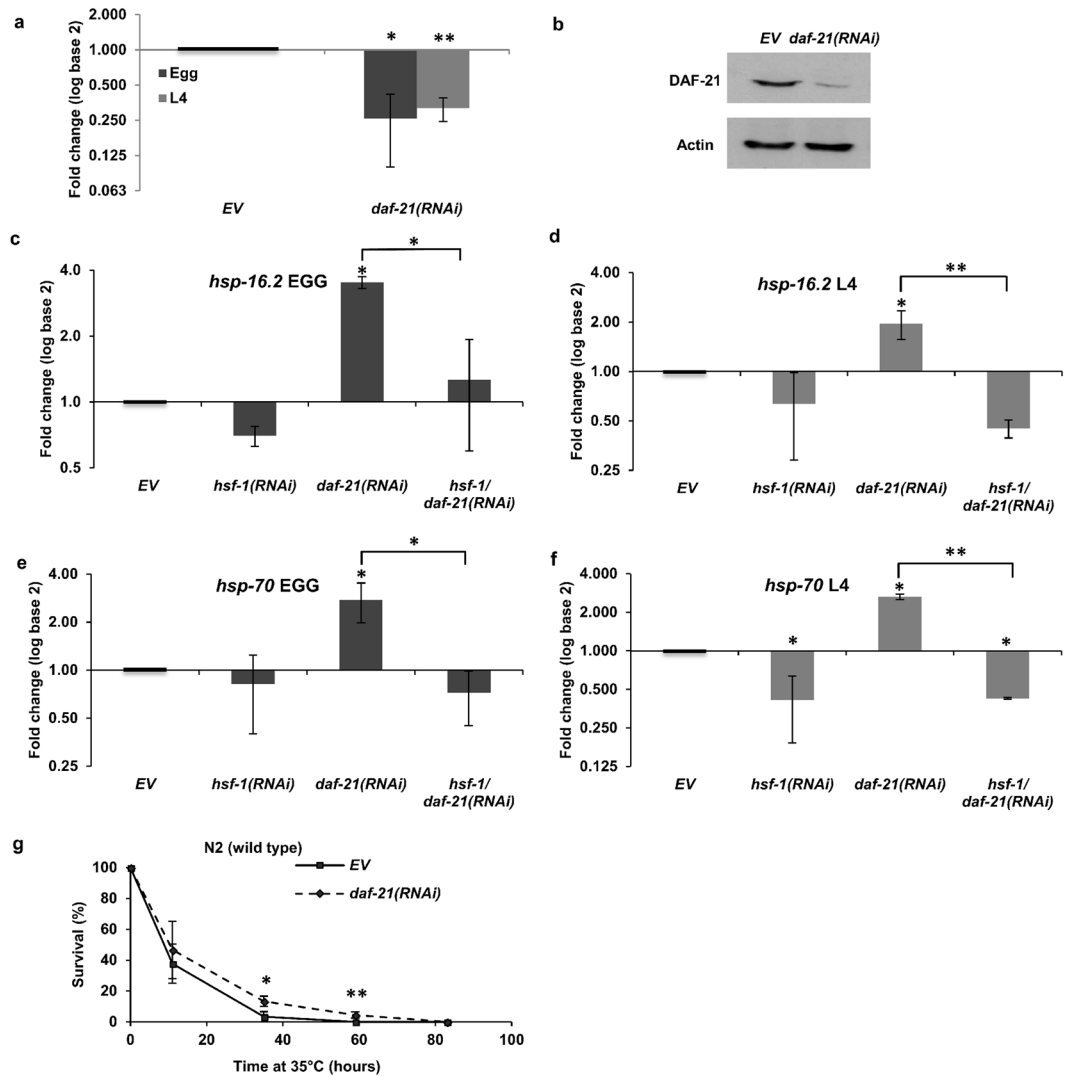 a
Fold change (log base 2)
2.000
1.000
0.500
0.250
0.125
0.063
Egg
L4
*
**
EV
daf-21(RNAi)
b
EV daf-21(RNAi)
DAF-21
Actin
c
Fold change (log base 2)
4.0
2.0
1.0
0.5
hsp-16.2 EGG
*
*
EV
hsf-1(RNAi)
daf-21(RNAi)
hsf-1/
daf-21(RNAi)
d
Fold change (log base 2)
4.00
2.00
1.00
0.50
0.25
hsp-16.2 L4
*
**
EV
hsf-1(RNAi)
daf-21(RNAi)
hsf-1/
daf-21(RNAi)
e
Fold change (log base 2)
4.00
2.00
1.00
0.50
0.25
hsp-70 EGG
*
*
EV
hsf-1(RNAi)
daf-21(RNAi)
hsf-1/
daf-21(RNAi)
f
Fold change (log base 2)
4.000
2.000
1.000
0.500
0.250
0.125
hsp-70 L4
*
*
**
*
EV
hsf-1(RNAi)
daf-21(RNAi)
hsf-1/
daf-21(RNAi)
g
N2 (wild type)
EV
daf-21(RNAi)
Survival (%)
100
80
60
40
20
0
*
**
0
20
40
60
80
100
Time at 35°C (hours)